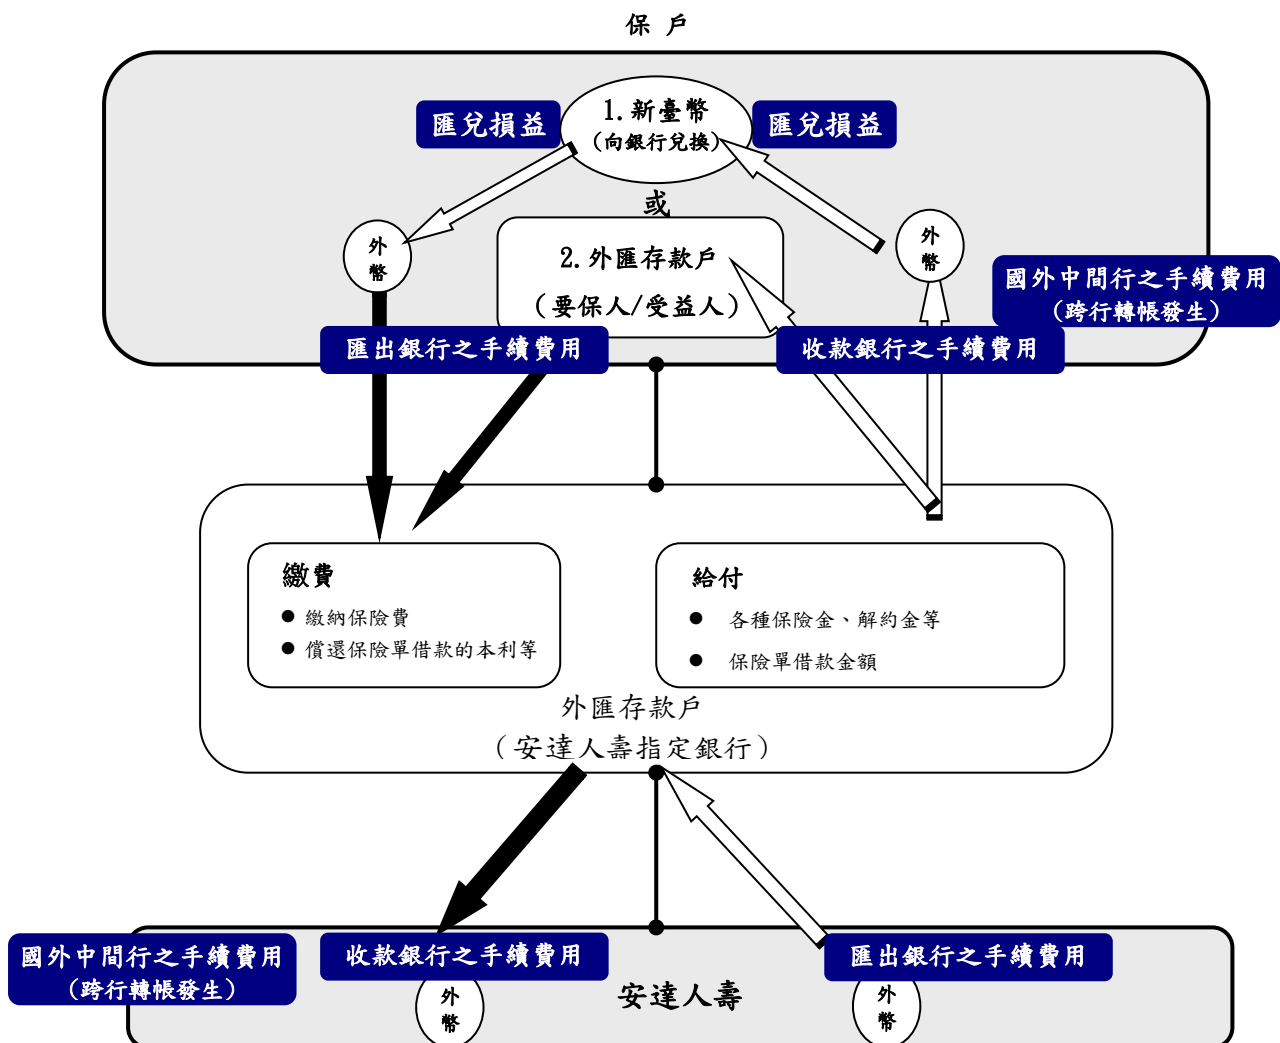 保 戶
匯兌損益
1.新臺幣
(向銀行兌換)
匯兌損益
或
外
幣
2.外匯存款戶
(要保人/受益人)
外
幣
國外中間行之手續費用
(跨行轉帳發生)
匯出銀行之手續費用
收款銀行之手續費用
繳費
● 繳納保險費
● 償還保險單借款的本利等
給付
● 各種保險金、解約金等
● 保險單借款金額
外匯存款戶
(安達人壽指定銀行)
國外中間行之手續費用
(跨行轉帳發生)
收款銀行之手續費用
匯出銀行之手續費用
外
幣
安達人壽
外
幣